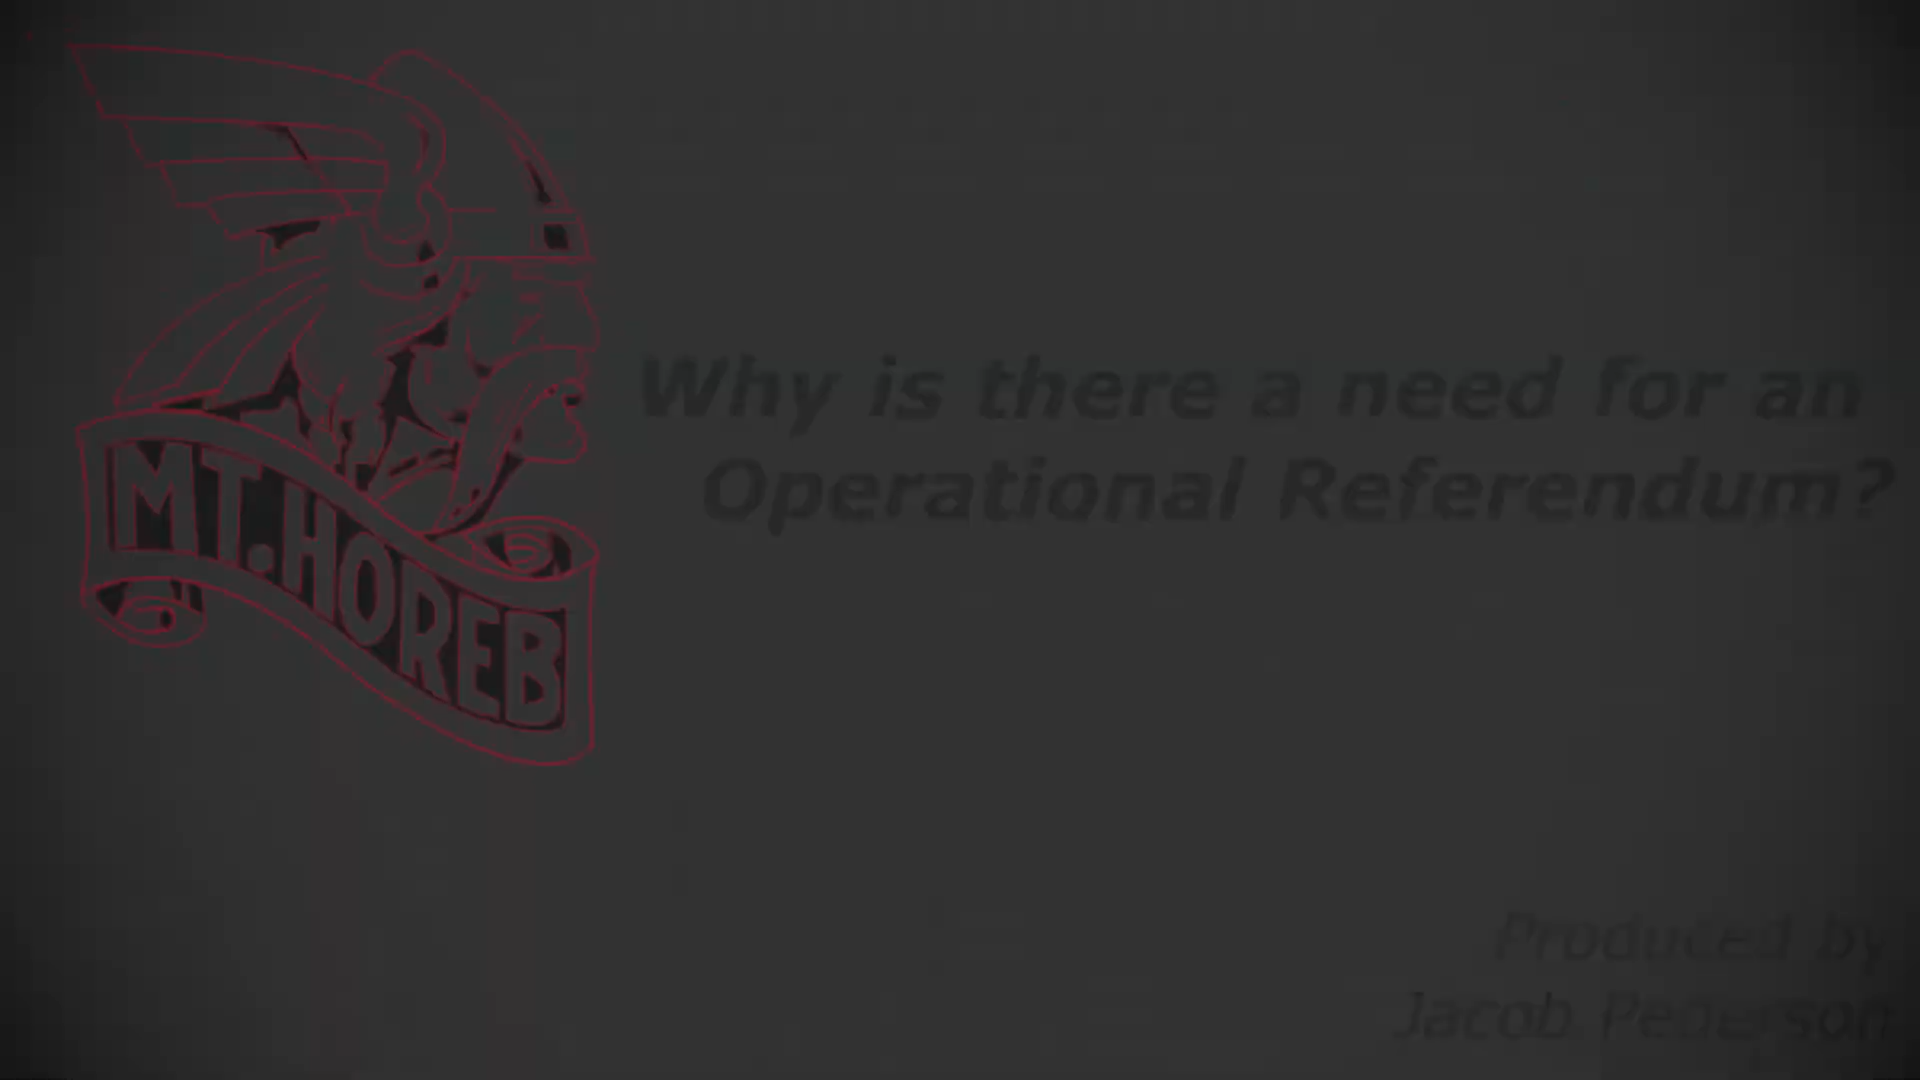 MT. HOREB
Why is there a need for an
Operational Referendum?
Produced by
Jacob Pederson